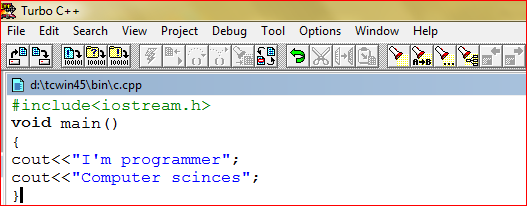 Turbo C++
File Edit Search View Project Debug Tool Options Window Help
d:\tcwin45\bin\c.cpp
#include<iostream.h>
void main()
{
cout<<"I'm programmer";
cout<<"Computer scinces";
}